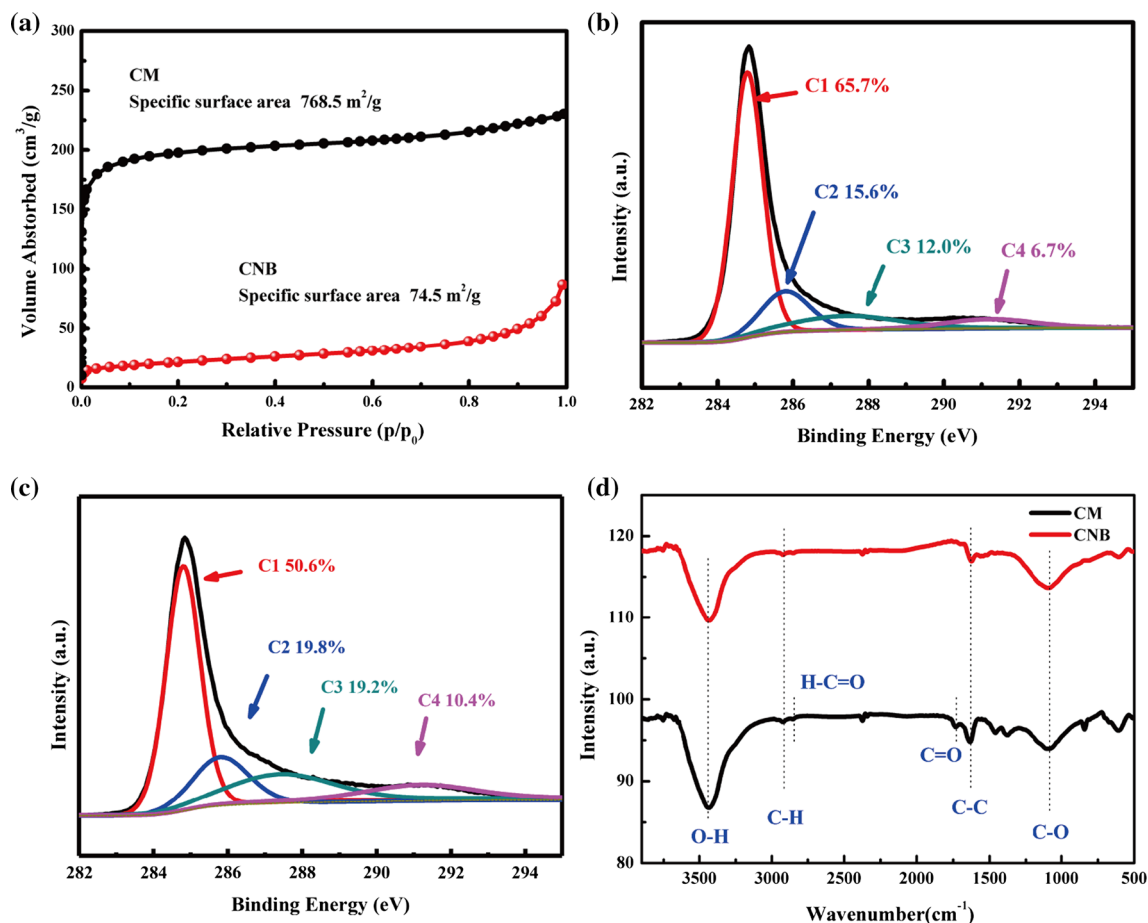 (a)
300
250
200
150
100
50
0
0.0 0.2 0.4 0.6 0.8 1.0
Volume Absorbed (cm³/g)
Relative Pressure (p/p₀)
CM
Specific surface area 768.5 m²/g
CNB
Specific surface area 74.5 m²/g
(b)
C1 65.7%
C2 15.6%
C3 12.0%
C4 6.7%
Intensity (a.u.)
282 284 286 288 290 292 294
Binding Energy (eV)
(c)
C1 50.6%
C2 19.8%
C3 19.2%
C4 10.4%
Intensity (a.u.)
282 284 286 288 290 292 294
Binding Energy (eV)
(d)
CM
CNB
120
110
100
90
80
Intensity (a.u.)
H-C=O
C=O
O-H
C-H
C-C
C-O
3500 3000 2500 2000 1500 1000 500
Wavenumber(cm⁻¹)